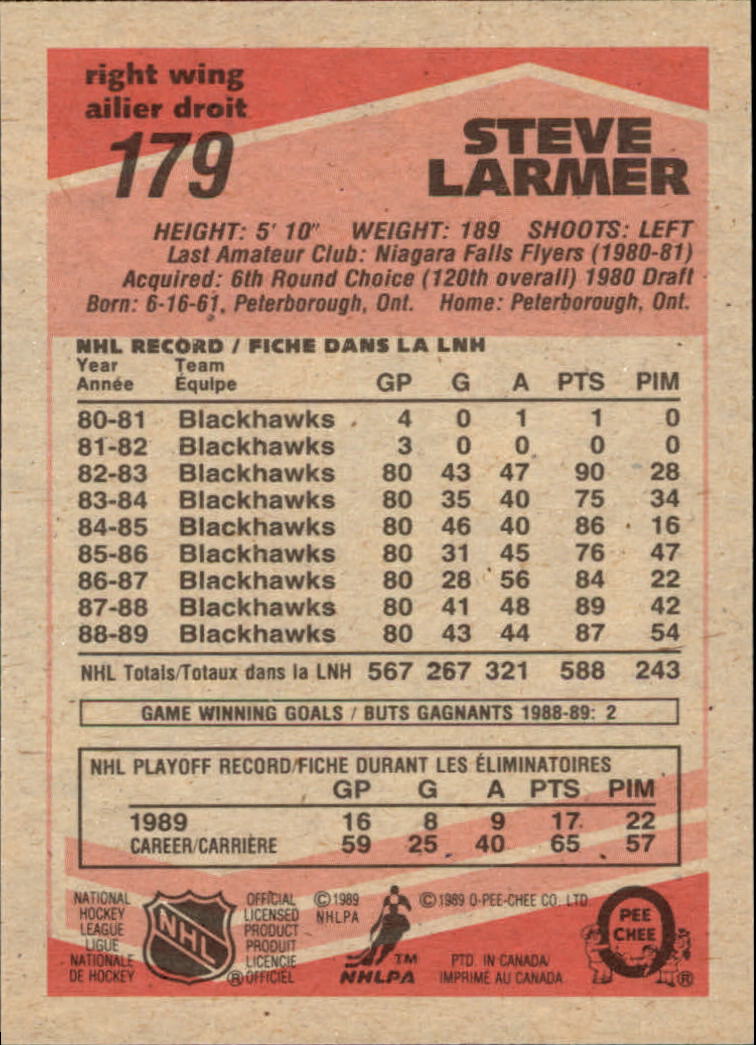 right wing
ailier droit
179
STEVE
LARMER
HEIGHT: 5' 10" WEIGHT: 189 SHOOTS: LEFT
Last Amateur Club: Niagara Falls Flyers (1980-81)
Acquired: 6th Round Choice (120th overall) 1980 Draft
Born: 6-16-61, Peterborough, Ont. Home: Peterborough, Ont.
NHL RECORD / FICHE DANS LA LNH
Year Team
Année Équipe GP G A PTS PIM
80-81 Blackhawks 4 0 1 1 0
81-82 Blackhawks 3 0 0 0 0
82-83 Blackhawks 80 43 47 90 28
83-84 Blackhawks 80 35 40 75 34
84-85 Blackhawks 80 46 40 86 16
85-86 Blackhawks 80 31 45 76 47
86-87 Blackhawks 80 28 56 84 22
87-88 Blackhawks 80 41 48 89 42
88-89 Blackhawks 80 43 44 87 54
NHL Totals/Totaux dans la LNH 567 267 321 588 243
GAME WINNING GOALS / BUTS GAGNANTS 1988-89: 2
NHL PLAYOFF RECORD/FICHE DURANT LES ÉLIMINATOIRES
GP G A PTS PIM
1989 16 8 9 17 22
CAREER/CARRIÈRE 59 25 40 65 57
NATIONAL
HOCKEY
LEAGUE
LIGUE
NATIONALE
DE HOCKEY
NHL
OFFICIAL
LICENSED
PRODUCT
PRODUIT
LICENCIE
® OFFICIEL
© 1989
NHLPA
TM
NHLPA
© 1989 O-PEE-CHEE CO. LTD.
PTD. IN CANADA/
IMPRIME AU CANADA
O
PEE
CHEE
®